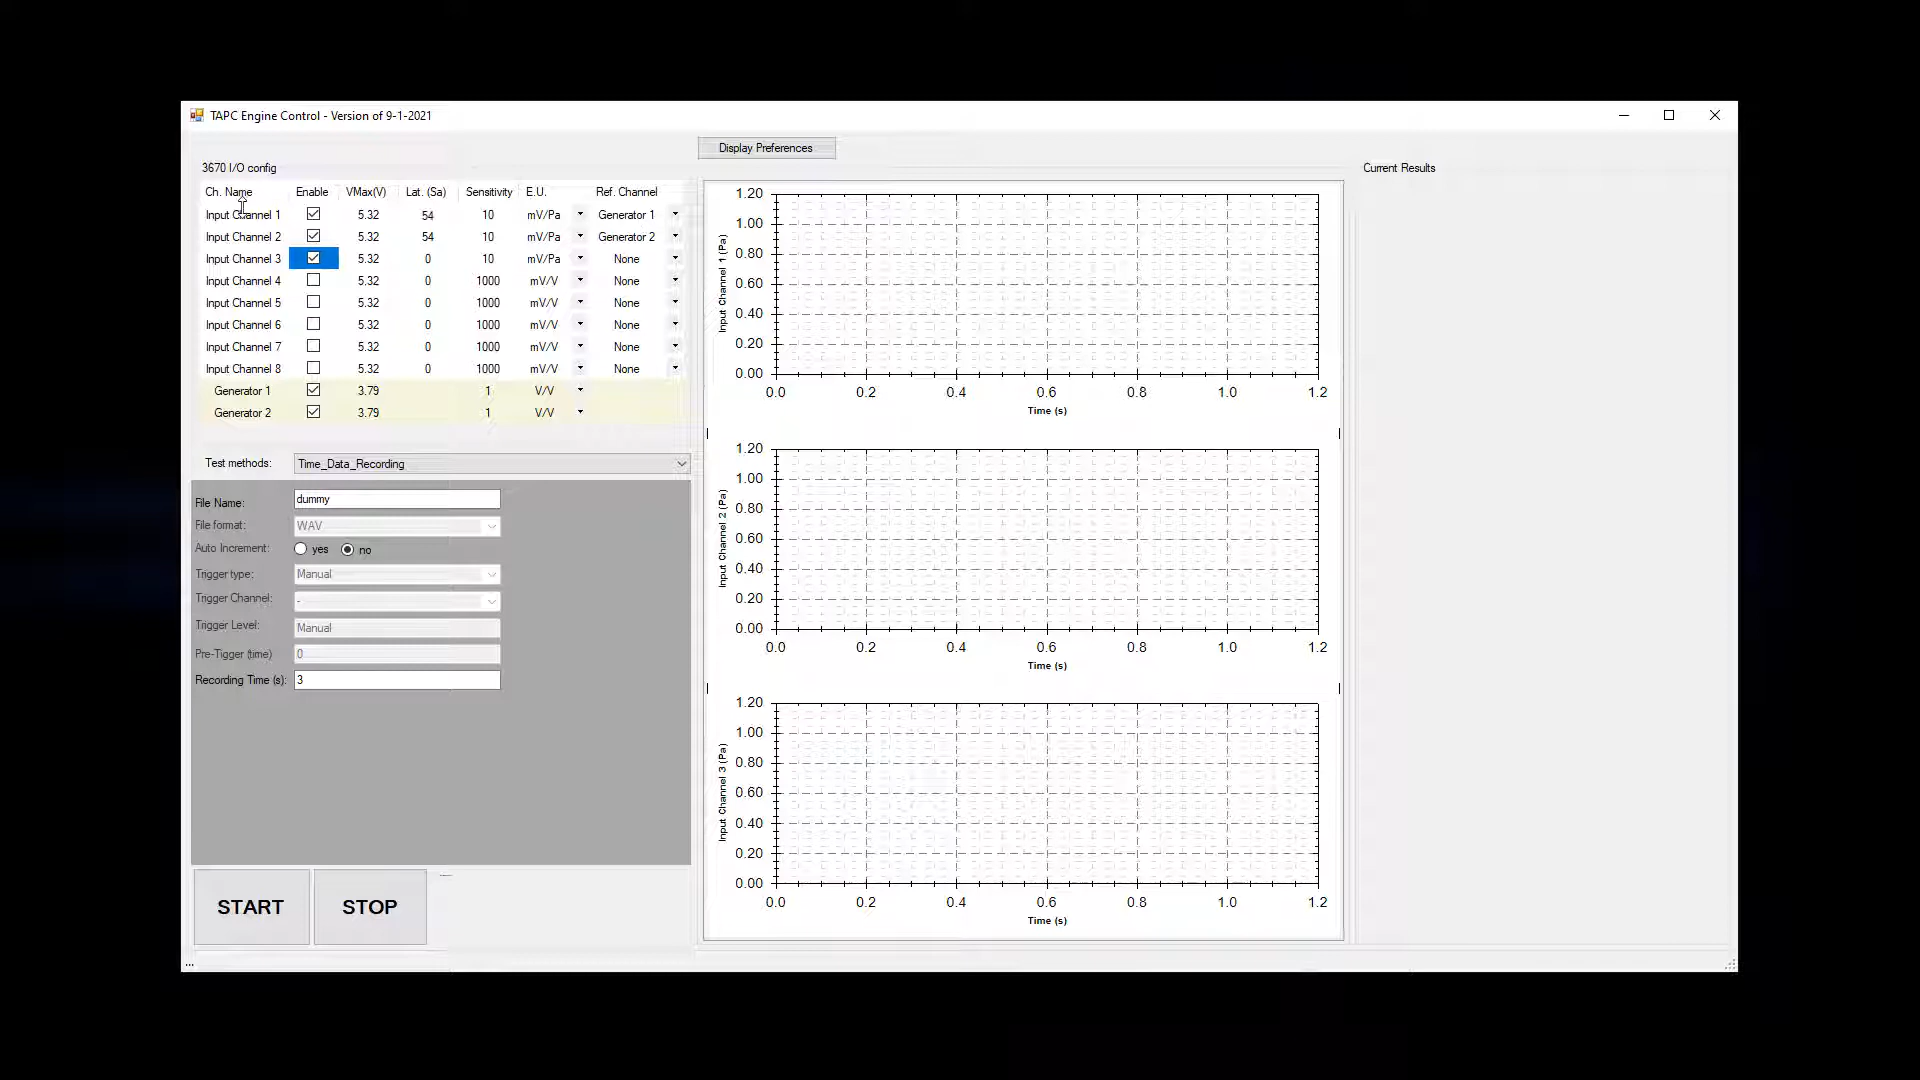 TAPC Engine Control - Version of 9-1-2021
Display Preferences
3670 I/O config
Current Results
Ch. Name Enable VMax(V) Lat. (Sa) Sensitivity E.U. Ref. Channel
Input Channel 1 5.32 54 10 mV/Pa Generator 1
Input Channel 2 5.32 54 10 mV/Pa Generator 2
Input Channel 3 5.32 0 10 mV/Pa None
Input Channel 4 5.32 0 1000 mV/V None
Input Channel 5 5.32 0 1000 mV/V None
Input Channel 6 5.32 0 1000 mV/V None
Input Channel 7 5.32 0 1000 mV/V None
Input Channel 8 5.32 0 1000 mV/V None
Generator 1 3.79 1 V/V
Generator 2 3.79 1 V/V
Test methods: Time_Data_Recording
File Name: dummy
File format: WAV
Auto Increment: yes no
Trigger type: Manual
Trigger Channel: -
Trigger Level: Manual
Pre-Tigger (time) 0
Recording Time (s): 3
START STOP
...
Input Channel 1 (Pa)
1.20
1.00
0.80
0.60
0.40
0.20
0.00
0.0 0.2 0.4 0.6 0.8 1.0 1.2
Time (s)
Input Channel 2 (Pa)
1.20
1.00
0.80
0.60
0.40
0.20
0.00
0.0 0.2 0.4 0.6 0.8 1.0 1.2
Time (s)
Input Channel 3 (Pa)
1.20
1.00
0.80
0.60
0.40
0.20
0.00
0.0 0.2 0.4 0.6 0.8 1.0 1.2
Time (s)